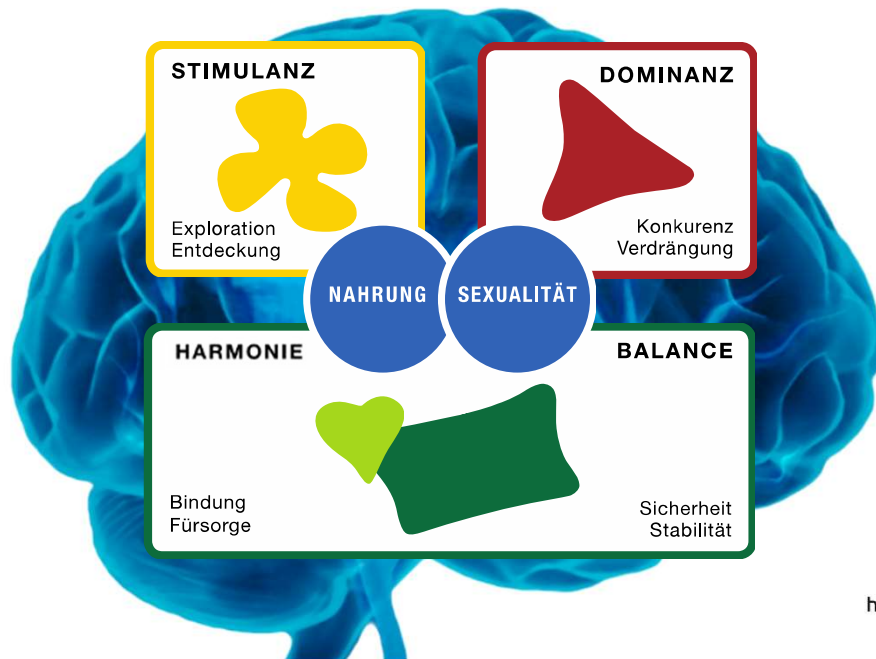 STIMULANZ
Exploration
Entdeckung
DOMINANZ
Konkurenz
Verdrängung
NAHRUNG
SEXUALITÄT
HARMONIE
Bindung
Fürsorge
BALANCE
Sicherheit
Stabilität
h